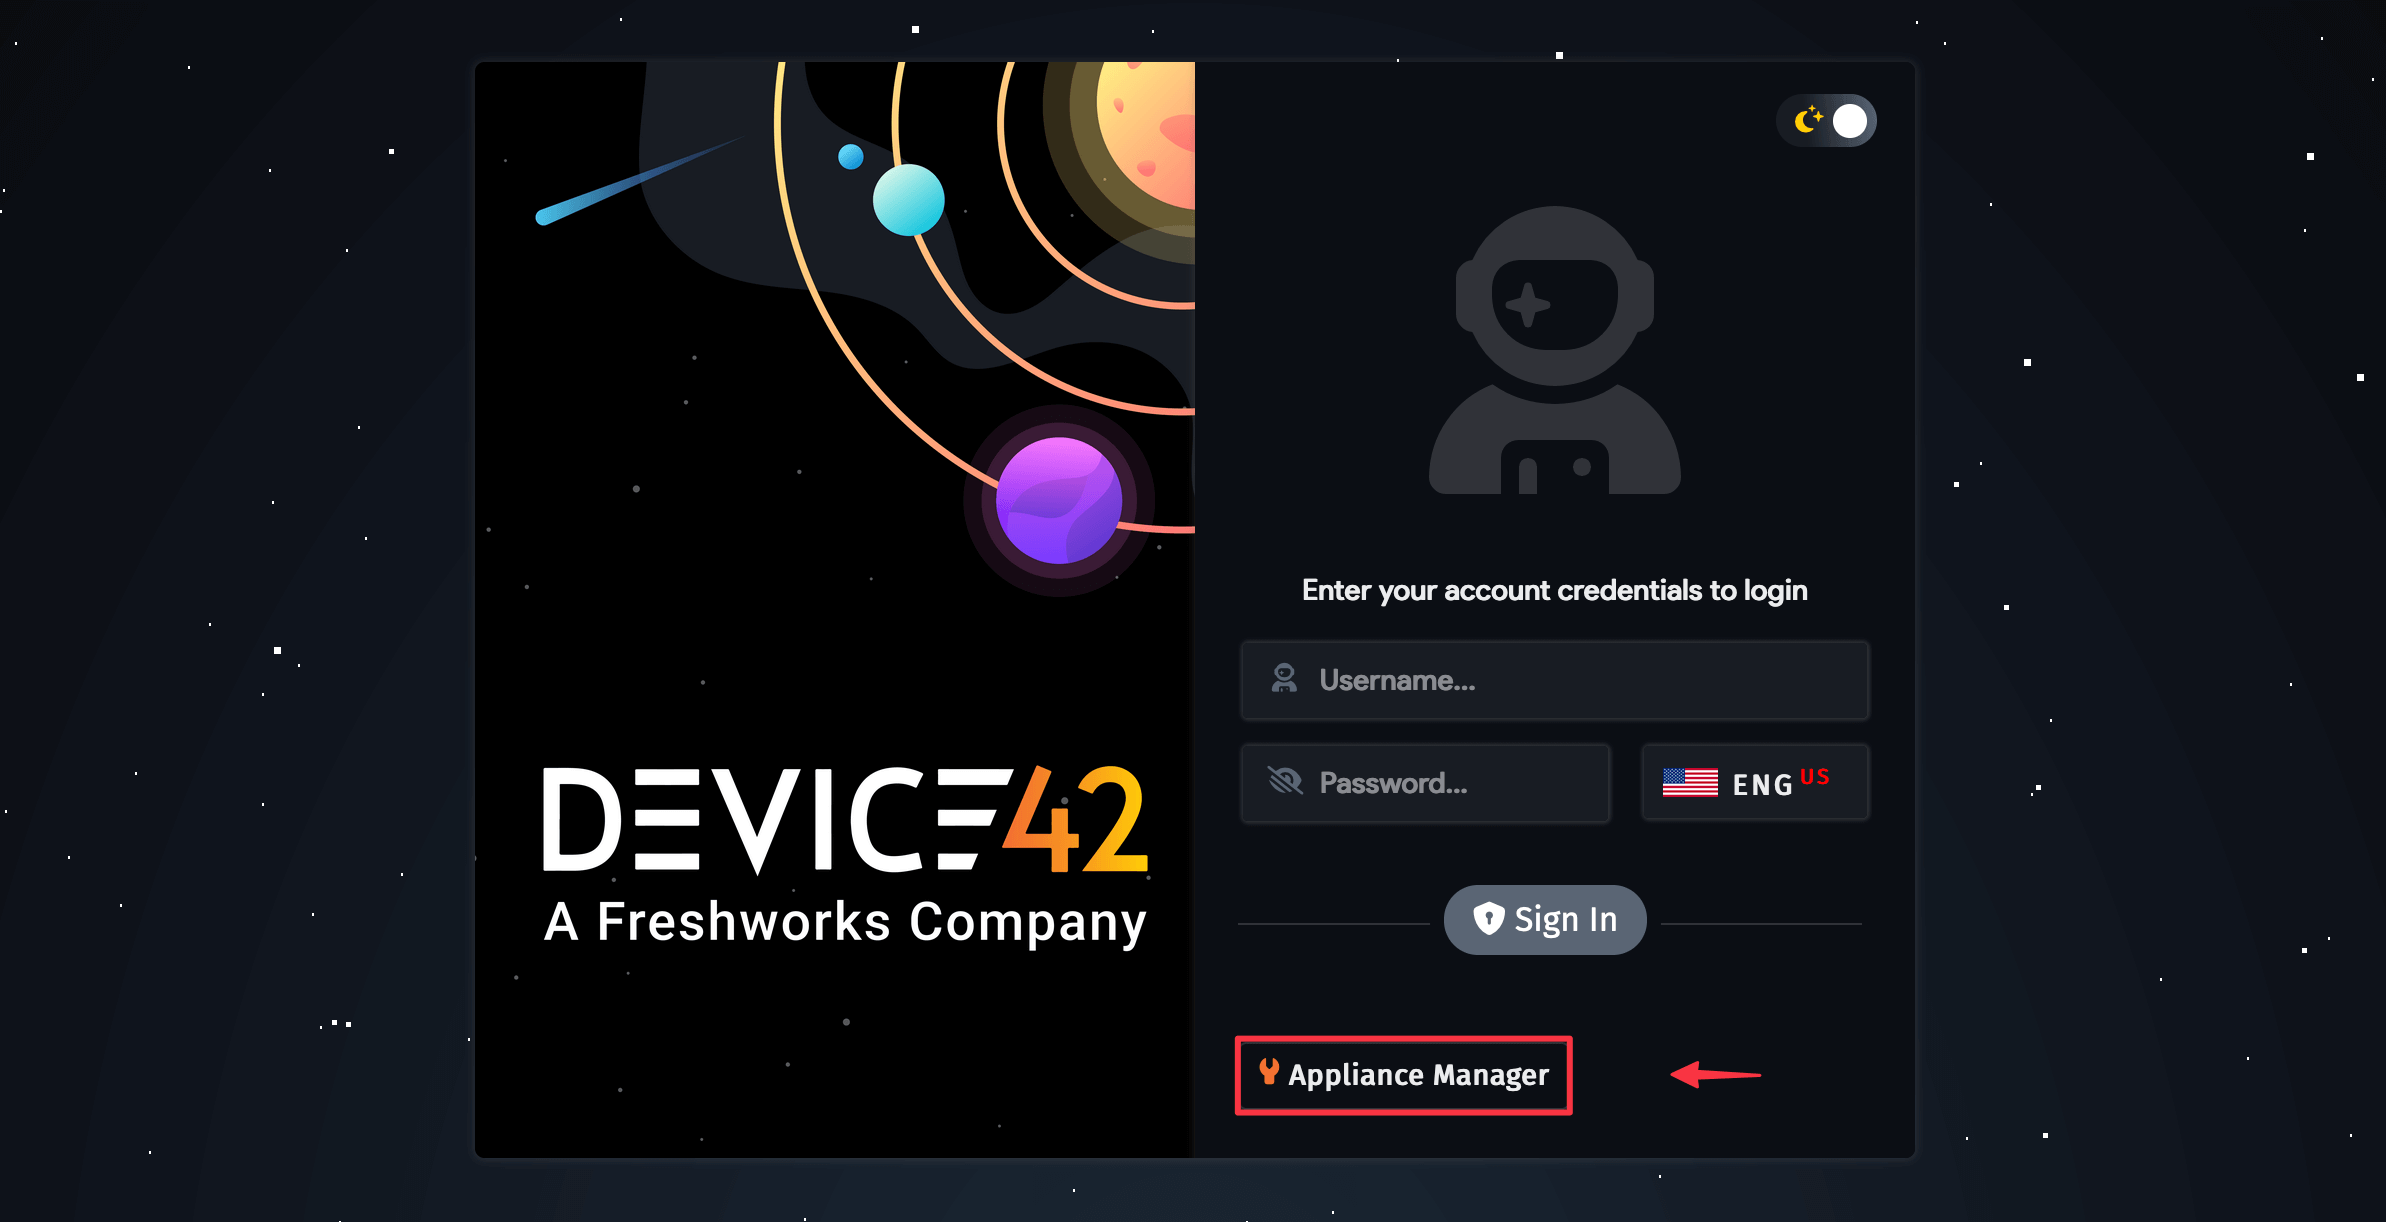 DEVICE42
A Freshworks Company
Enter your account credentials to login
Username...
Password...
ENG US
Sign In
Appliance Manager